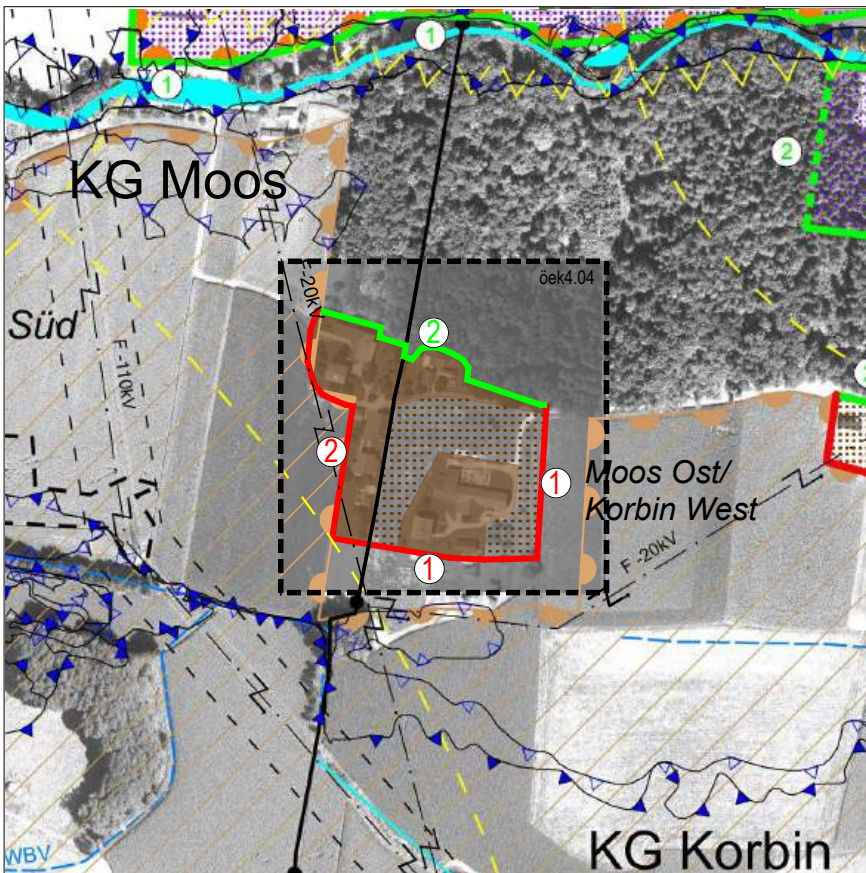 1
1
2
KG Moos
öek4.04
F -20kV
Süd
2
F -110kV
2
1
Moos Ost/
Korbin West
F -20kV
1
WBV
KG Korbin